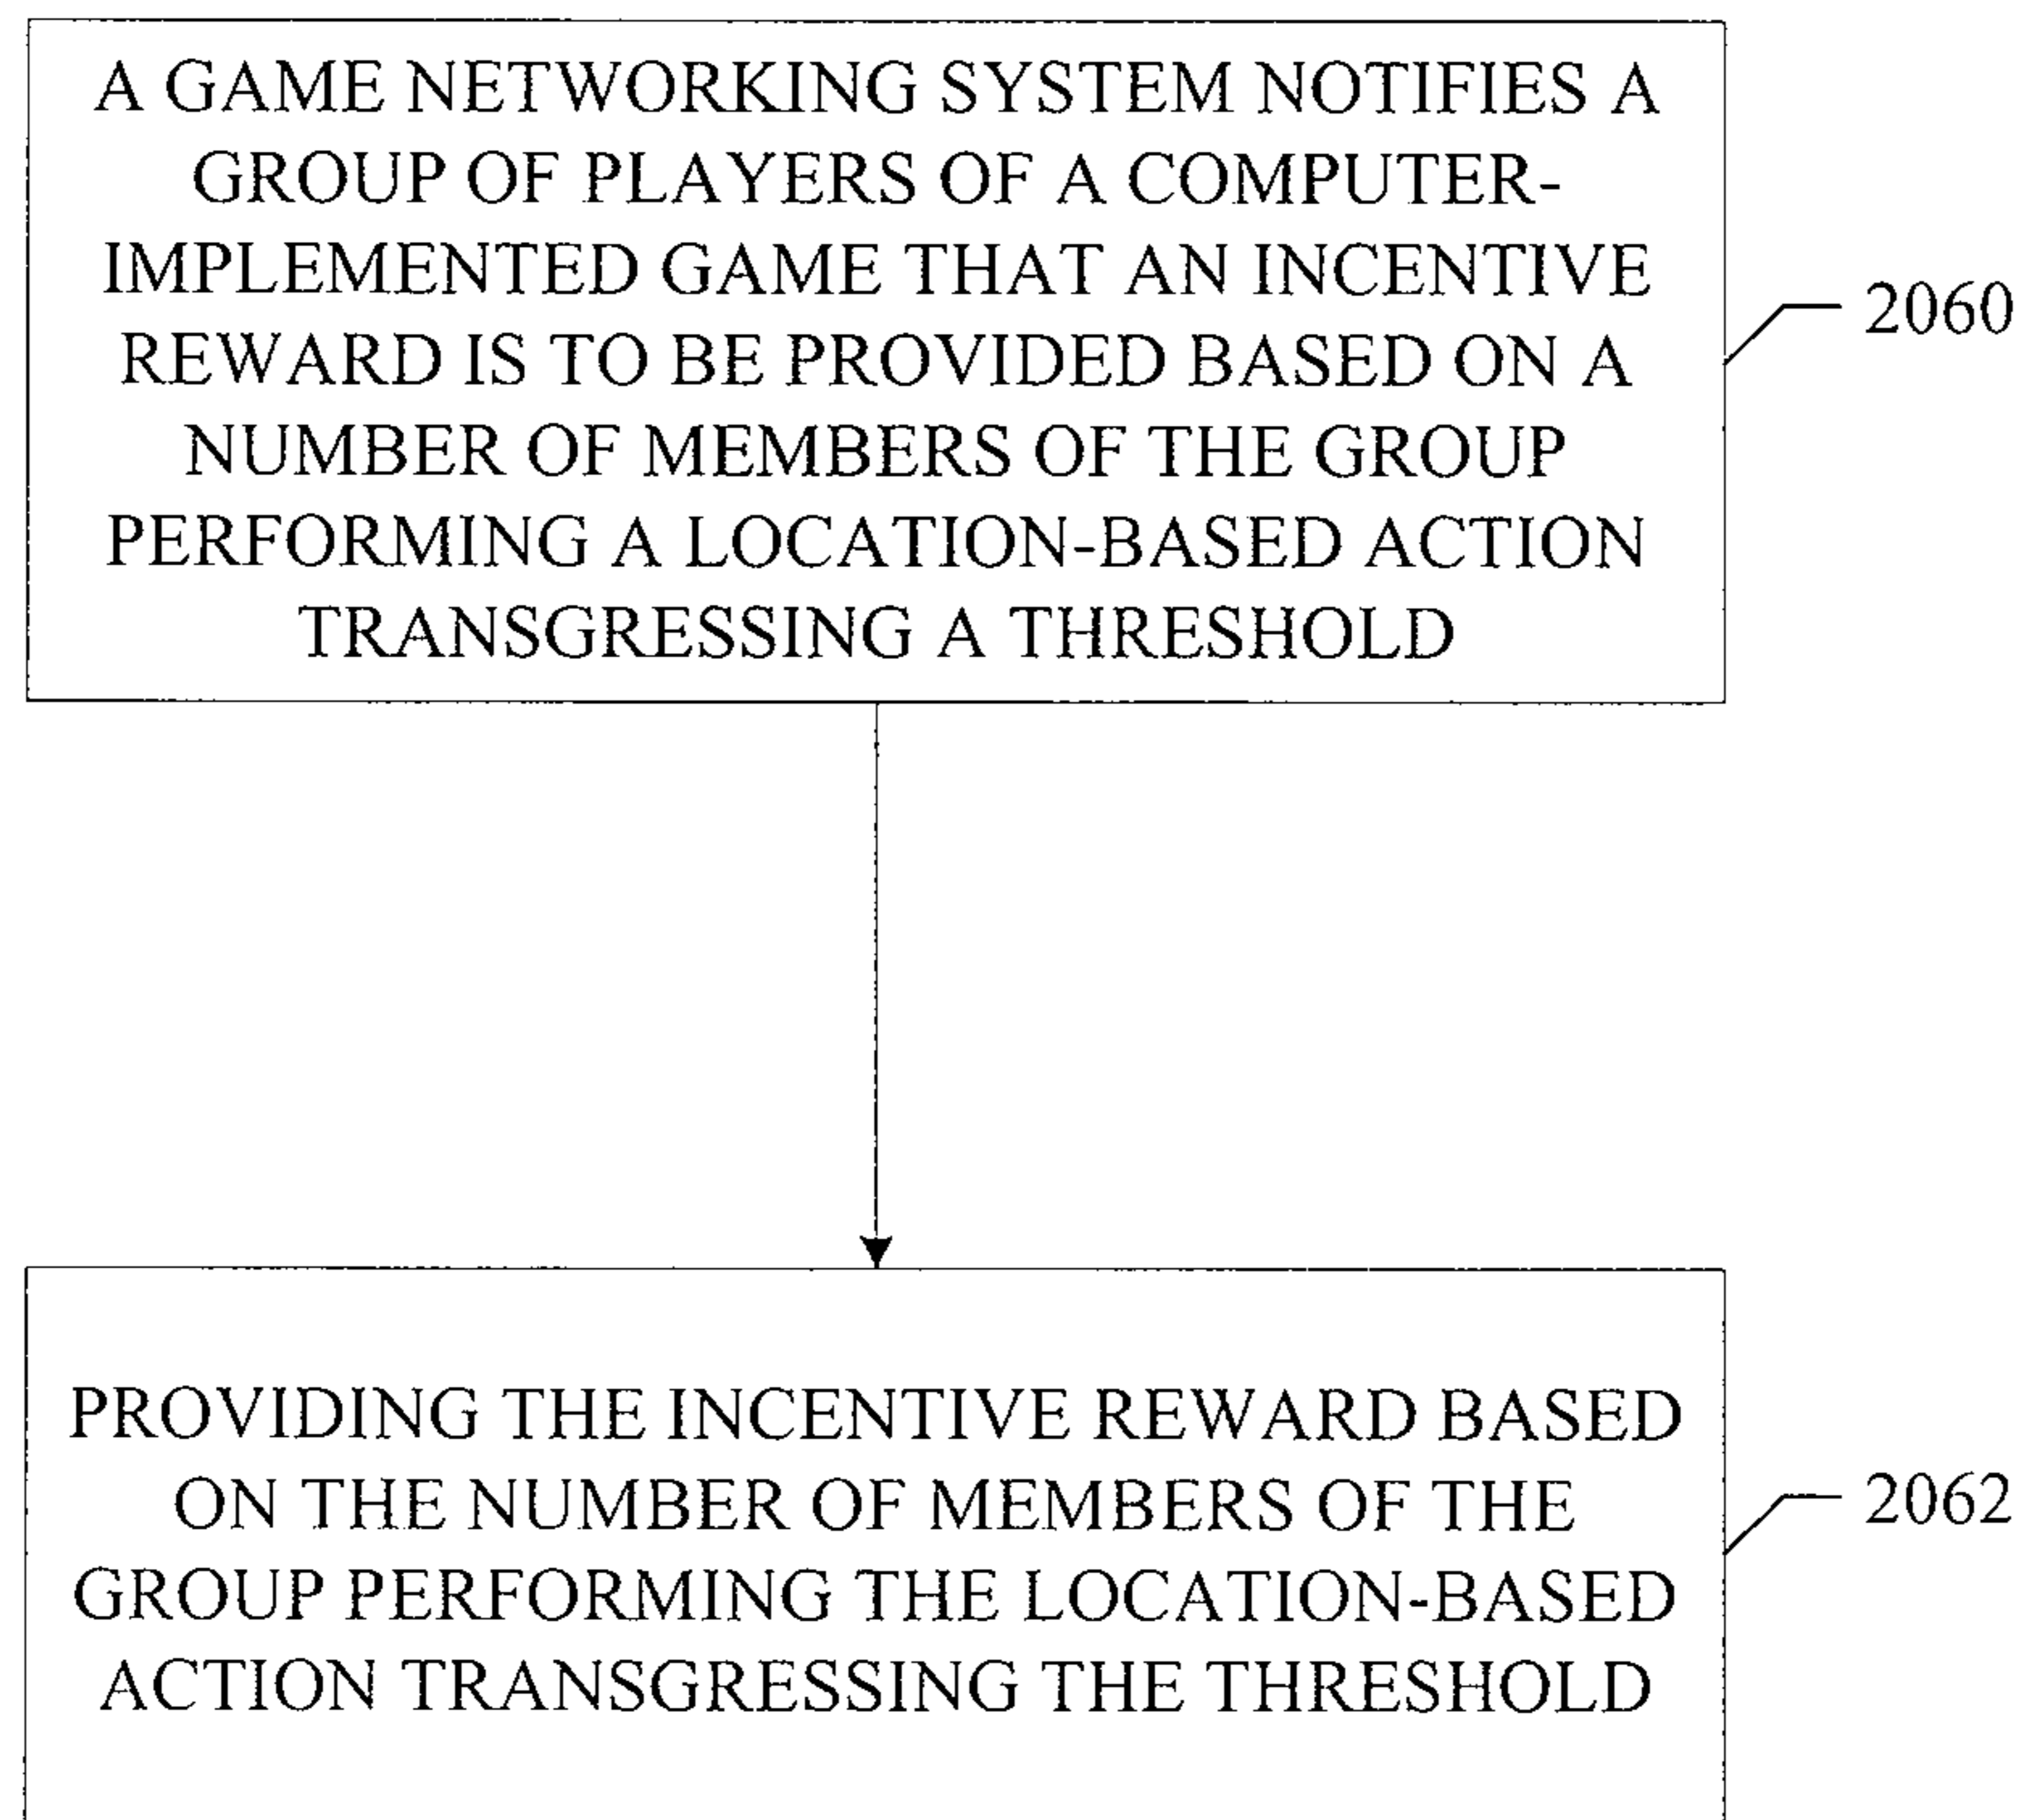 A GAME NETWORKING SYSTEM NOTIFIES A
GROUP OF PLAYERS OF A COMPUTER-
IMPLEMENTED GAME THAT AN INCENTIVE
REWARD IS TO BE PROVIDED BASED ON A
NUMBER OF MEMBERS OF THE GROUP
PERFORMING A LOCATION-BASED ACTION
TRANSGRESSING A THRESHOLD
2060
PROVIDING THE INCENTIVE REWARD BASED
ON THE NUMBER OF MEMBERS OF THE
GROUP PERFORMING THE LOCATION-BASED
ACTION TRANSGRESSING THE THRESHOLD
2062